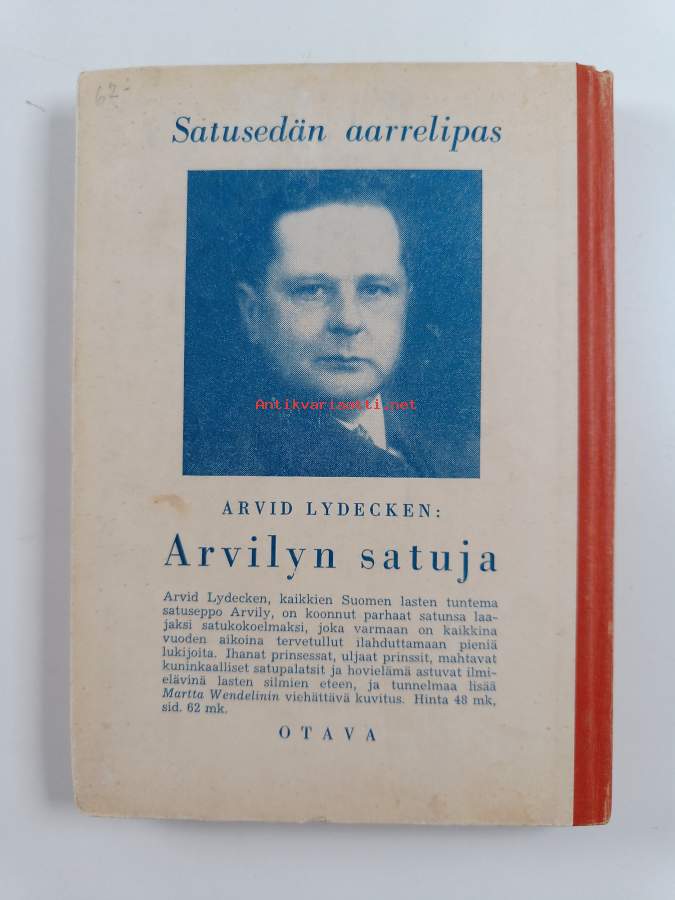 67-
Satusedän aarrelipas
Antikvariaatti.net
ARVID LYDECKEN:
Arvilyn satuja
Arvid Lydecken, kaikkien Suomen lasten tuntema
satuseppo Arvily, on koonnut parhaat satunsa laa-
jaksi satukokoelmaksi, joka varmaan on kaikkina
vuoden aikoina tervetullut ilahduttamaan pieniä
lukijoita. Ihanat prinsessat, uljaat prinssit, mahtavat
kuninkaalliset satupalatsit ja hovielämä astuvat ilmi-
elävinä lasten silmien eteen, ja tunnelmaa lisää
Martta Wendelinin viehättävä kuvitus. Hinta 48 mk,
sid. 62 mk.
OTAVA